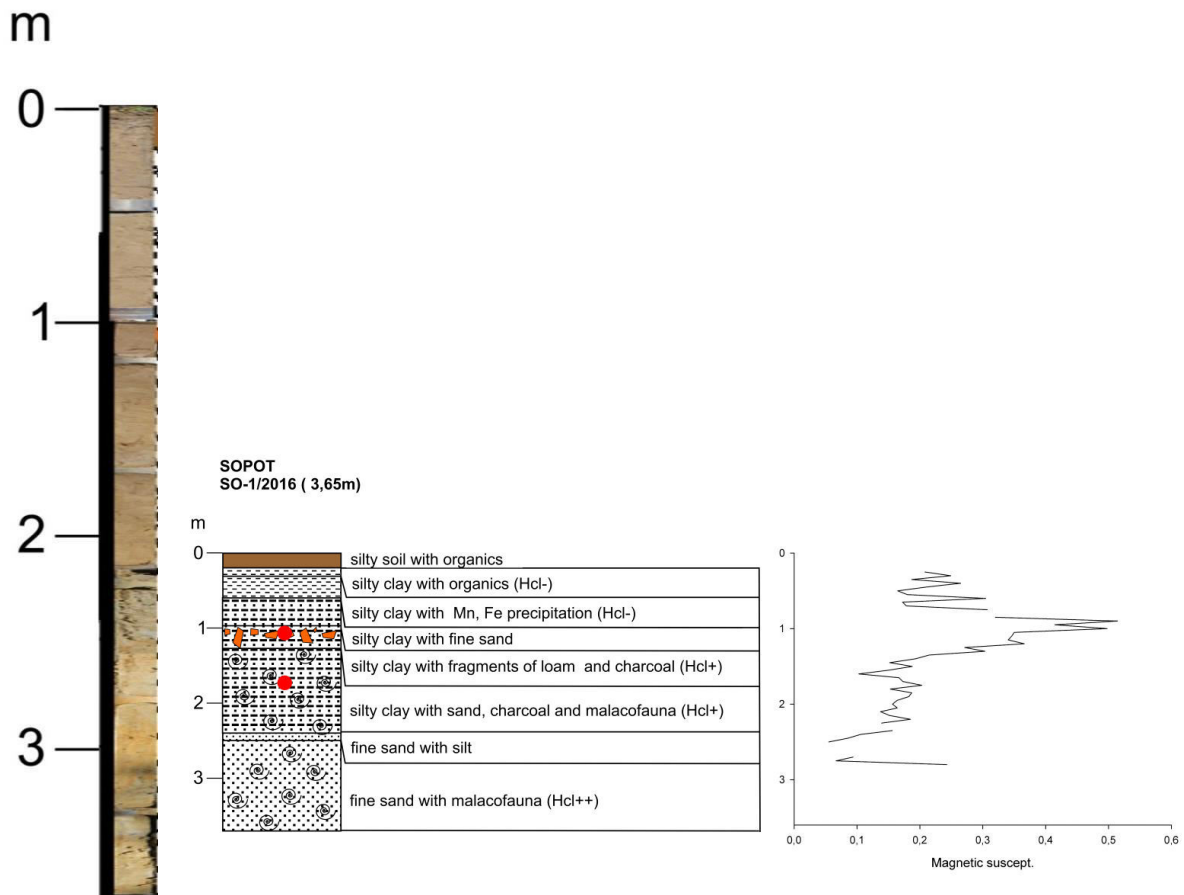 m
0
1
2
3
SOPOT
SO-1/2016 ( 3,65m)
m
0
1
2
3
silty soil with organics
silty clay with organics (Hcl-)
silty clay with Mn, Fe precipitation (Hcl-)
silty clay with fine sand
silty clay with fragments of loam and charcoal (Hcl+)
silty clay with sand, charcoal and malacofauna (Hcl+)
fine sand with silt
fine sand with malacofauna (Hcl++)
0
1
2
3
0,0 0,1 0,2 0,3 0,4 0,5 0,6
Magnetic suscept.